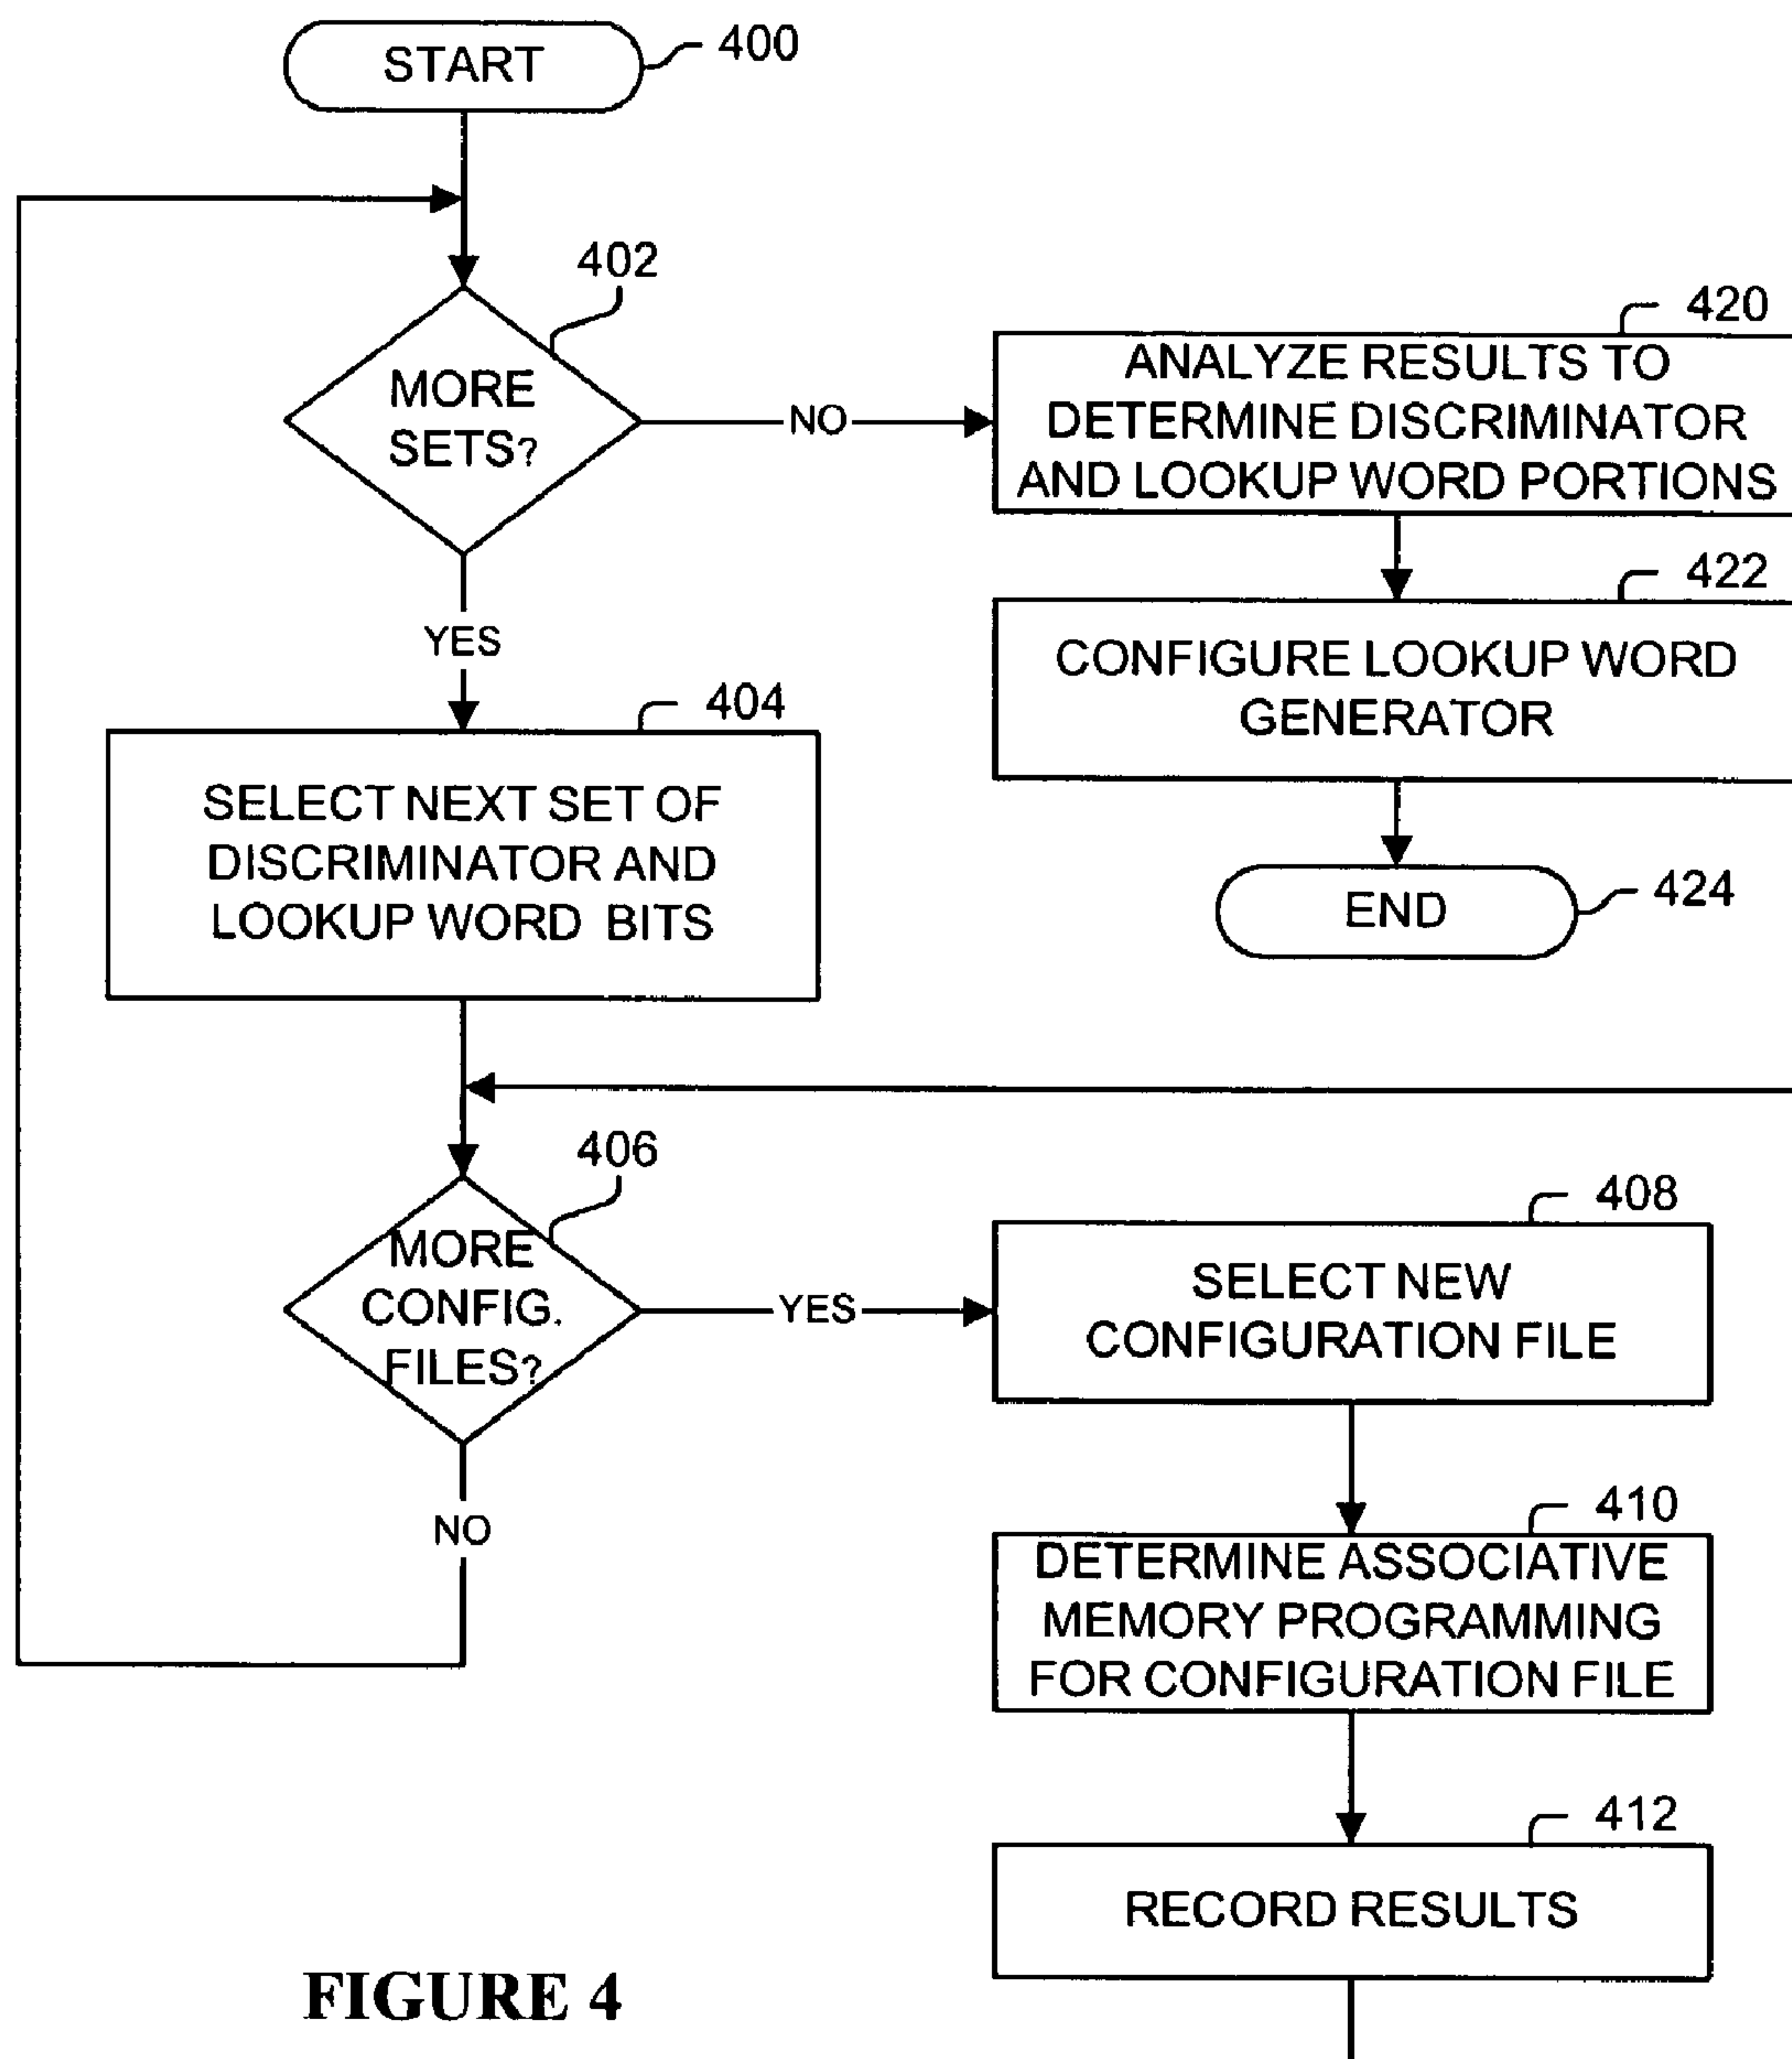 START
400
402
MORE
SETS?
NO
420
ANALYZE RESULTS TO
DETERMINE DISCRIMINATOR
AND LOOKUP WORD PORTIONS
422
CONFIGURE LOOKUP WORD
GENERATOR
END
424
YES
404
SELECT NEXT SET OF
DISCRIMINATOR AND
LOOKUP WORD BITS
406
MORE
CONFIG.
FILES?
YES
408
SELECT NEW
CONFIGURATION FILE
410
DETERMINE ASSOCIATIVE
MEMORY PROGRAMMING
FOR CONFIGURATION FILE
412
RECORD RESULTS
NO
FIGURE 4